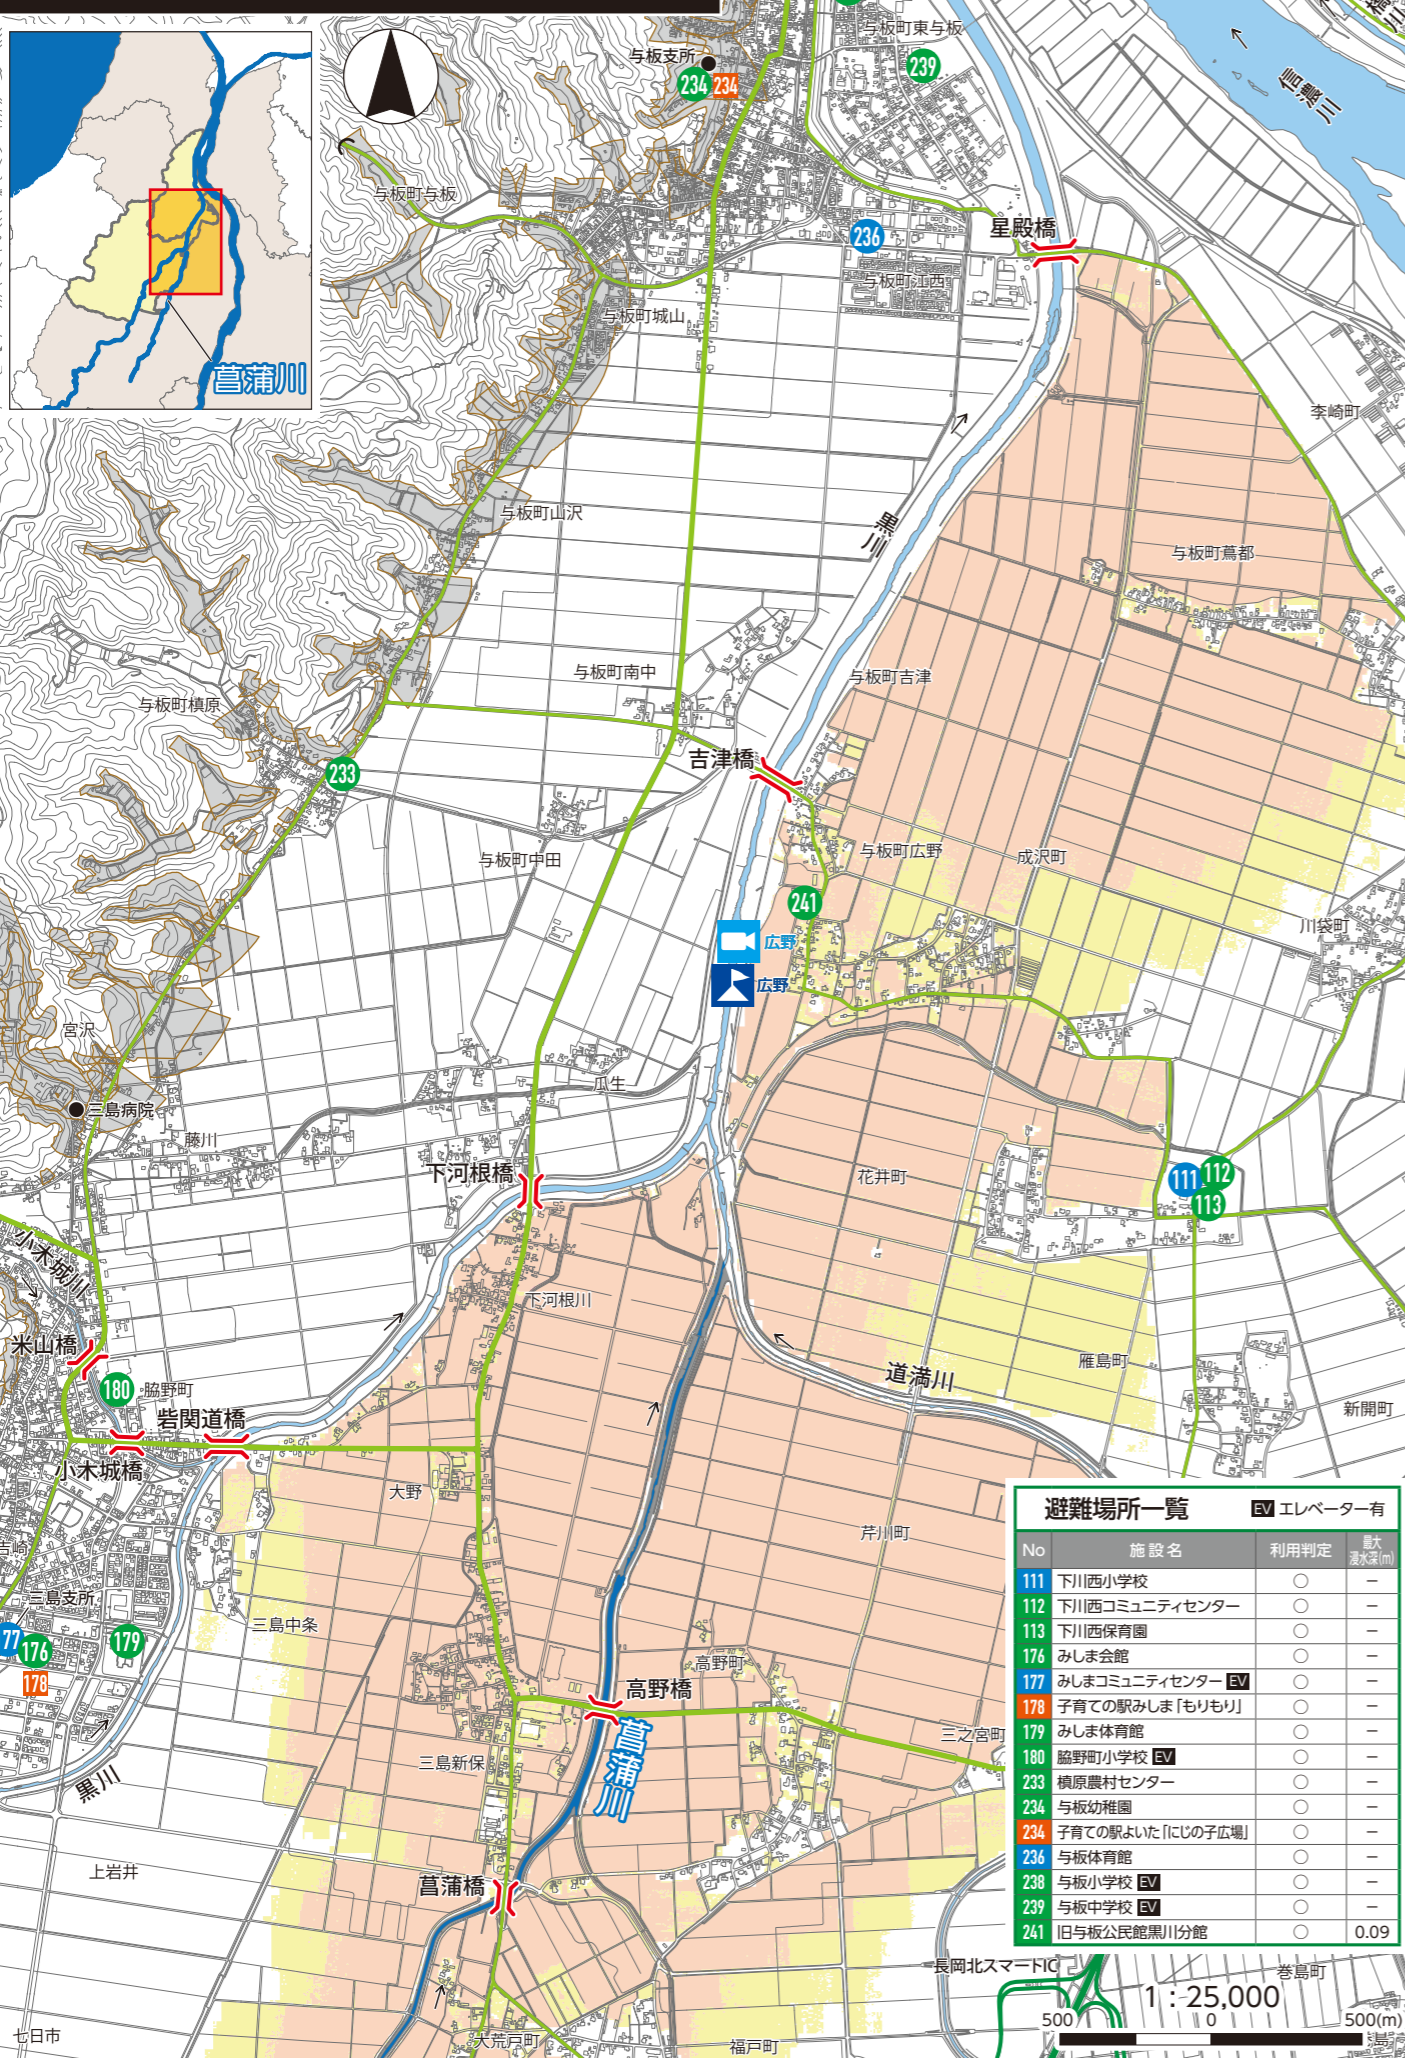 与板町東与板
与板支所
239
234
234
信濃川
与板町与板
236
星殿橋
与板町江西
与板町城山
菖蒲川
李崎町
与板町山沢
黒川
与板町蔦都
与板町南中
与板町吉津
与板町槙原
吉津橋
233
与板町中田
与板町広野
成沢町
241
川袋町
広野
広野
宮沢
瓜生
三島病院
藤川
下河根橋
花井町
111
112
113
小木城川
下河根川
米山橋
雁島町
180
脇野町
道満川
新開町
砦関道橋
小木城橋
大野
芹川町
吉崎
三島支所
三島中条
77
176
179
178
高野町
高野橋
三之宮町
菖蒲川
三島新保
黒川
上岩井
菖蒲橋
長岡北スマートIC
巻島町
七日市
大荒戸町
福戸町
避難場所一覧
EV エレベーター有
No 施設名 利用判定 最大浸水深(m)
111 下川西小学校 ○ −
112 下川西コミュニティセンター ○ −
113 下川西保育園 ○ −
176 みしま会館 ○ −
177 みしまコミュニティセンター EV ○ −
178 子育ての駅みしま「もりもり」 ○ −
179 みしま体育館 ○ −
180 脇野町小学校 EV ○ −
233 槙原農村センター ○ −
234 与板幼稚園 ○ −
234 子育ての駅よいた「にじの子広場」 ○ −
236 与板体育館 ○ −
238 与板小学校 EV ○ −
239 与板中学校 EV ○ −
241 旧与板公民館黒川分館 ○ 0.09
1：25,000
500 0 500(m)